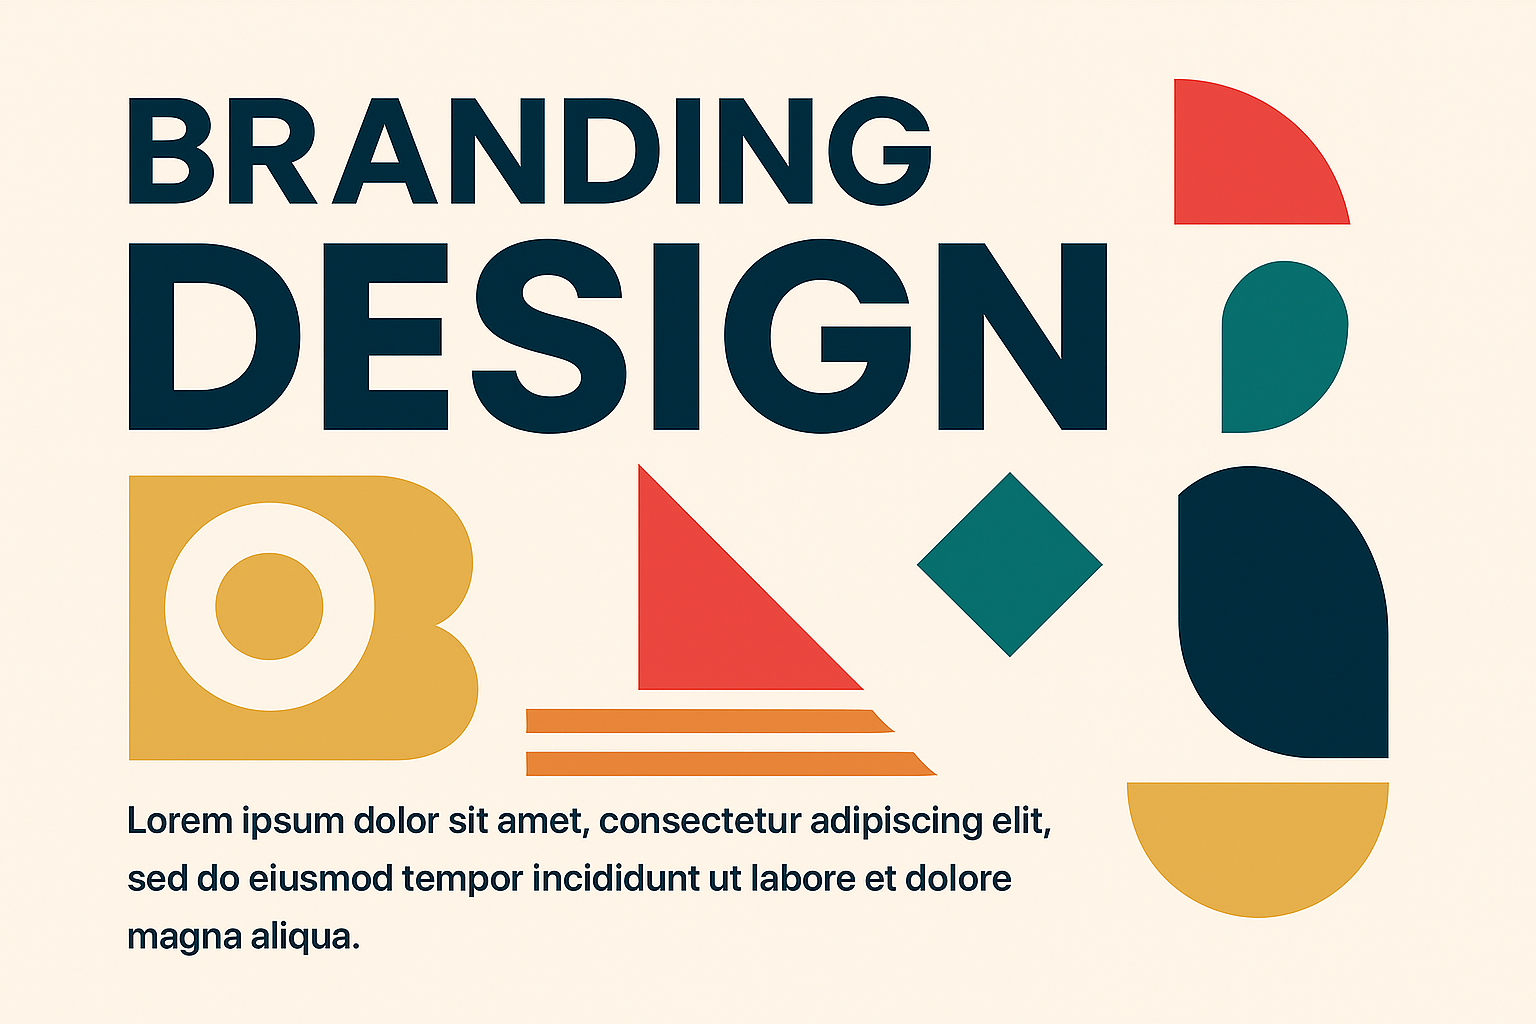 BRANDING
DESIGN
Lorem ipsum dolor sit amet, consectetur adipiscing elit,
sed do eiusmod tempor incididunt ut labore et dolore
magna aliqua.